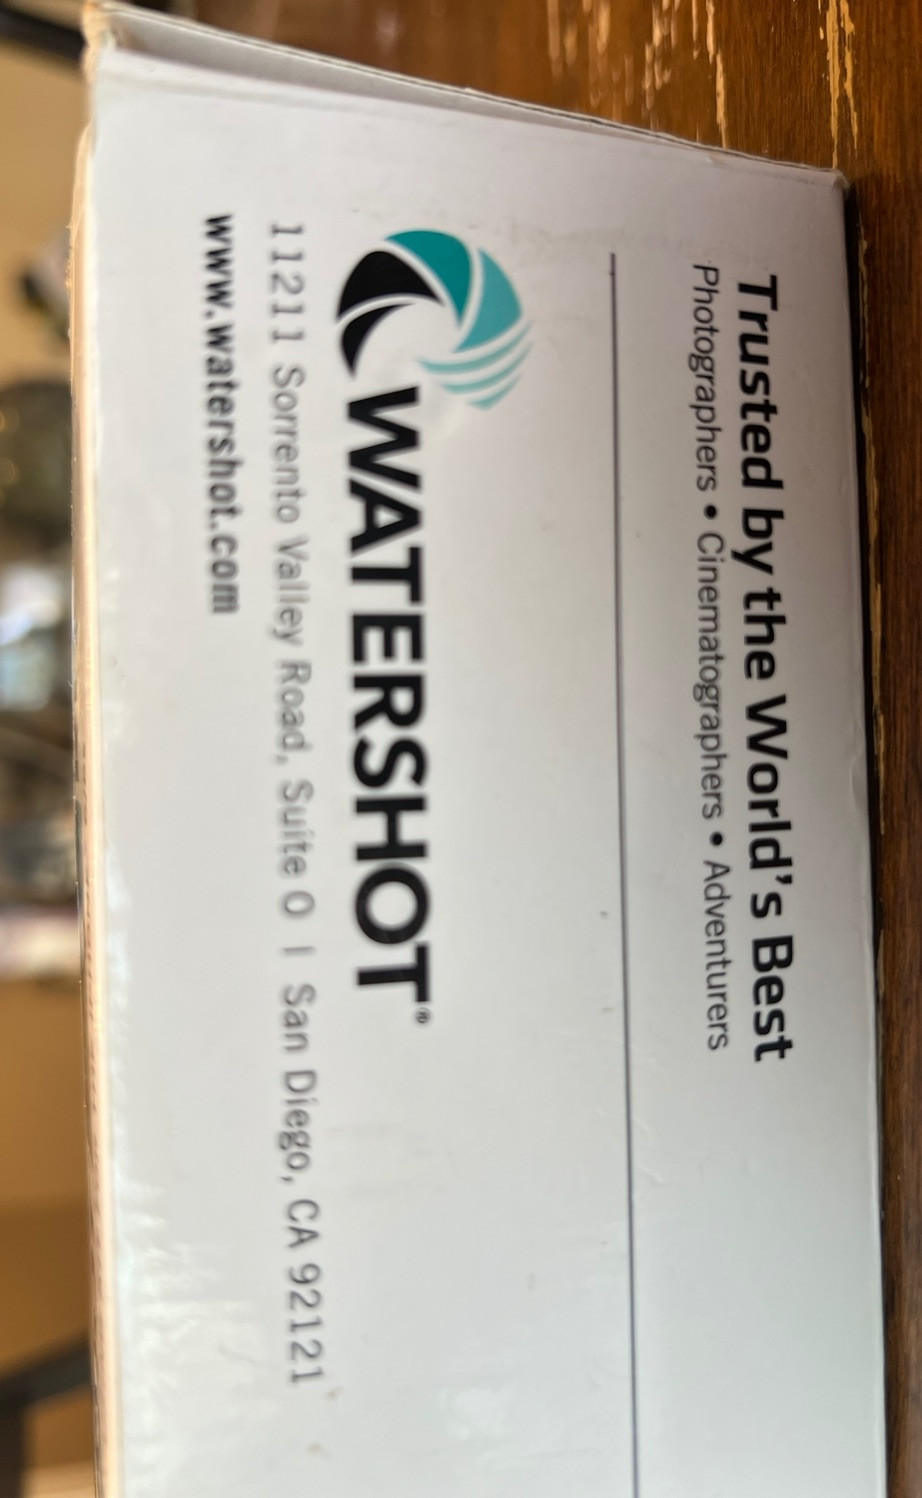 Trusted by the World's Best
Photographers • Cinematographers • Adventurers
WATERSHOT®
11211 Sorrento Valley Road, Suite O | San Diego, CA 92121
www.watershot.com